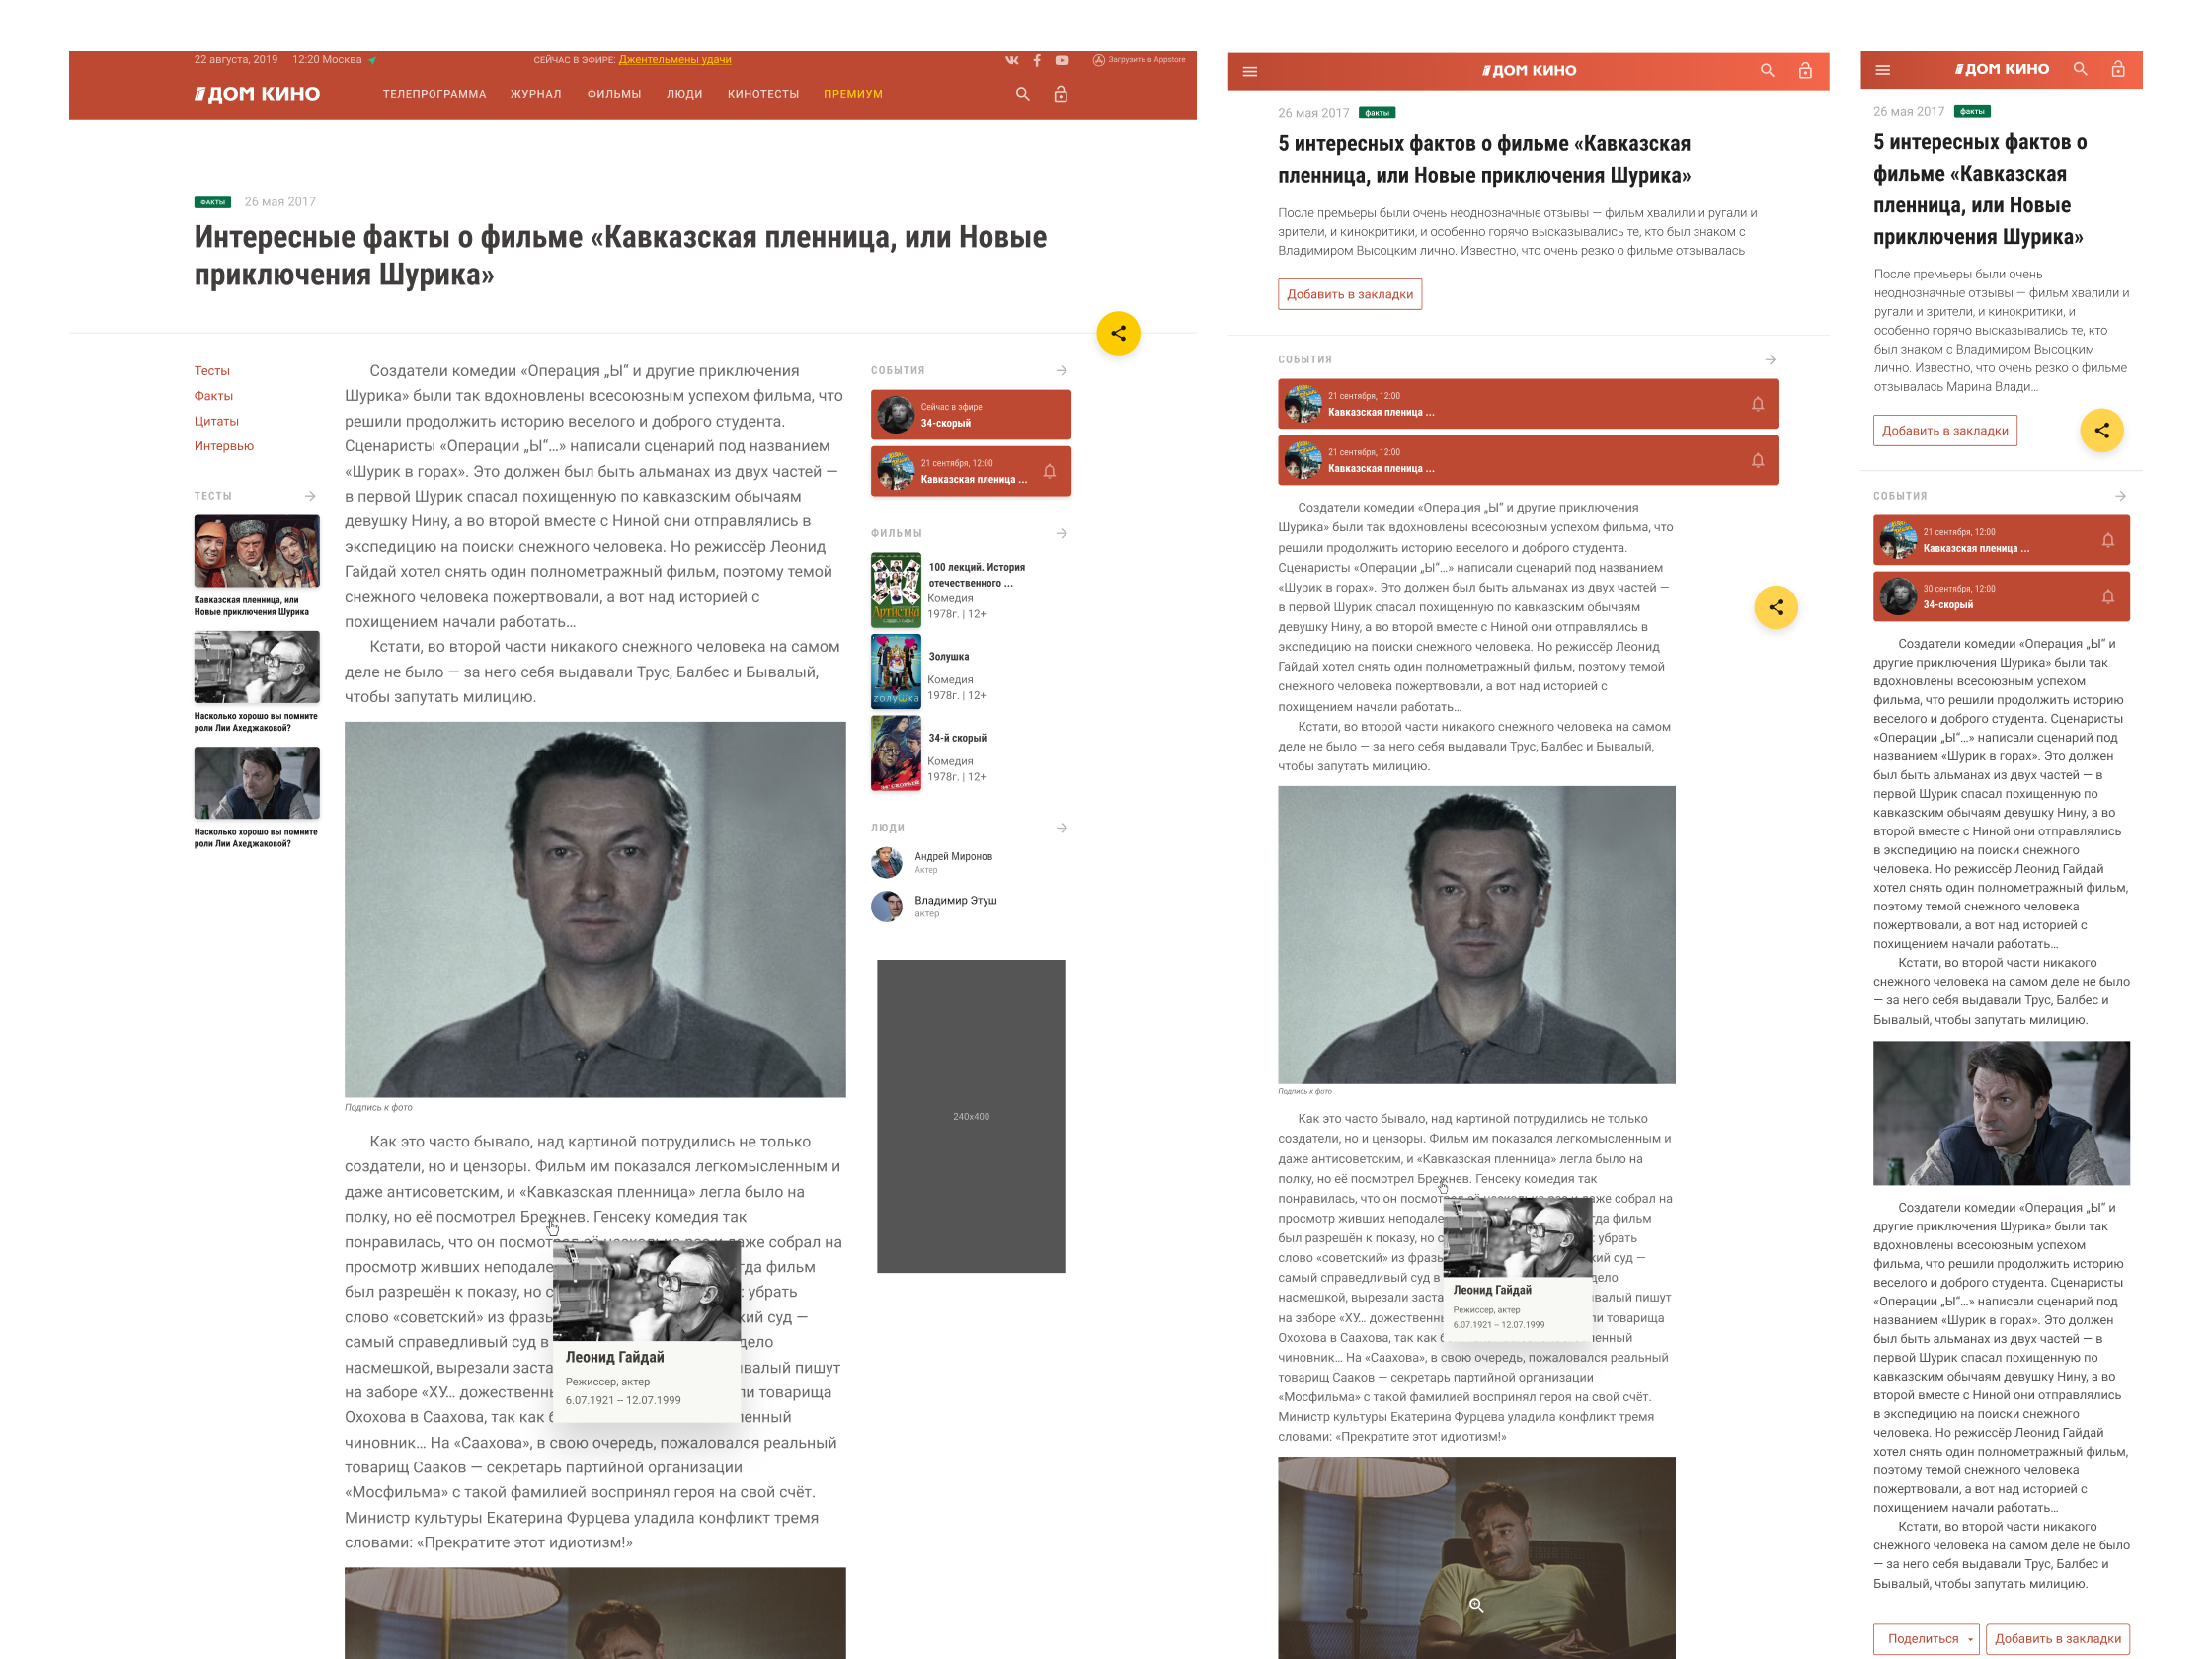 22 августа, 2019 12:20 Москва
СЕЙЧАС В ЭФИРЕ: Джентельмены удачи
Загрузить в Appstore
ДОМ КИНО
ТЕЛЕПРОГРАММА ЖУРНАЛ ФИЛЬМЫ ЛЮДИ КИНОТЕСТЫ ПРЕМИУМ
ФАКТЫ 26 мая 2017
Интересные факты о фильме «Кавказская пленница, или Новые
приключения Шурика»
Тесты
Факты
Цитаты
Интервью
ТЕСТЫ
Кавказская пленница, или
Новые приключения Шурика
Насколько хорошо вы помните
роли Лии Ахеджаковой?
Насколько хорошо вы помните
роли Лии Ахеджаковой?
Создатели комедии «Операция „Ы“ и другие приключения
Шурика» были так вдохновлены всесоюзным успехом фильма, что
решили продолжить историю веселого и доброго студента.
Сценаристы «Операции „Ы“…» написали сценарий под названием
«Шурик в горах». Это должен был быть альманах из двух частей —
в первой Шурик спасал похищенную по кавказским обычаям
девушку Нину, а во второй вместе с Ниной они отправлялись в
экспедицию на поиски снежного человека. Но режиссёр Леонид
Гайдай хотел снять один полнометражный фильм, поэтому темой
снежного человека пожертвовали, а вот над историей с
похищением начали работать…
Кстати, во второй части никакого снежного человека на самом
деле не было — за него себя выдавали Трус, Балбес и Бывалый,
чтобы запутать милицию.
Подпись к фото
Как это часто бывало, над картиной потрудились не только
создатели, но и цензоры. Фильм им показался легкомысленным и
даже антисоветским, и «Кавказская пленница» легла было на
полку, но её посмотрел Брежнев. Генсеку комедия так
понравилась, что он посмотрел её несколько раз и даже собрал на
просмотр живших неподале гда фильм
был разрешён к показу, но с : убрать
слово «советский» из фразы кий суд —
самый справедливый суд в дело
насмешкой, вырезали заста ывалый пишут
на заборе «ХУ… дожественн ли товарища
Охохова в Саахова, так как б ленный
чиновник… На «Саахова», в свою очередь, пожаловался реальный
товарищ Сааков — секретарь партийной организации
«Мосфильма» с такой фамилией воспринял героя на свой счёт.
Министр культуры Екатерина Фурцева уладила конфликт тремя
словами: «Прекратите этот идиотизм!»
Леонид Гайдай
Режиссер, актер
6.07.1921 – 12.07.1999
СОБЫТИЯ
Сейчас в эфире
34-скорый
21 сентября, 12:00
Кавказская пленица ...
ФИЛЬМЫ
100 лекций. История
отечественного ...
Комедия
1978г. | 12+
Золушка
Комедия
1978г. | 12+
34-й скорый
Комедия
1978г. | 12+
ЛЮДИ
Андрей Миронов
Актер
Владимир Этуш
актер
240x400
ДОМ КИНО
26 мая 2017 факты
5 интересных фактов о фильме «Кавказская
пленница, или Новые приключения Шурика»
После премьеры были очень неоднозначные отзывы — фильм хвалили и ругали и
зрители, и кинокритики, и особенно горячо высказывались те, кто был знаком с
Владимиром Высоцким лично. Известно, что очень резко о фильме отзывалась
Добавить в закладки
СОБЫТИЯ
21 сентября, 12:00
Кавказская пленица ...
21 сентября, 12:00
Кавказская пленица ...
Создатели комедии «Операция „Ы“ и другие приключения
Шурика» были так вдохновлены всесоюзным успехом фильма, что
решили продолжить историю веселого и доброго студента.
Сценаристы «Операции „Ы“…» написали сценарий под названием
«Шурик в горах». Это должен был быть альманах из двух частей —
в первой Шурик спасал похищенную по кавказским обычаям
девушку Нину, а во второй вместе с Ниной они отправлялись в
экспедицию на поиски снежного человека. Но режиссёр Леонид
Гайдай хотел снять один полнометражный фильм, поэтому темой
снежного человека пожертвовали, а вот над историей с
похищением начали работать…
Кстати, во второй части никакого снежного человека на самом
деле не было — за него себя выдавали Трус, Балбес и Бывалый,
чтобы запутать милицию.
Подпись к фото
Как это часто бывало, над картиной потрудились не только
создатели, но и цензоры. Фильм им показался легкомысленным и
даже антисоветским, и «Кавказская пленница» легла было на
полку, но её посмотрел Брежнев. Генсеку комедия так
понравилась, что он посмотрел её несколько раз и даже собрал на
просмотр живших неподале гда фильм
был разрешён к показу, но с : убрать
слово «советский» из фразы кий суд —
самый справедливый суд в дело
насмешкой, вырезали заста ывалый пишут
на заборе «ХУ… дожественн ли товарища
Охохова в Саахова, так как б ленный
чиновник… На «Саахова», в свою очередь, пожаловался реальный
товарищ Сааков — секретарь партийной организации
«Мосфильма» с такой фамилией воспринял героя на свой счёт.
Министр культуры Екатерина Фурцева уладила конфликт тремя
словами: «Прекратите этот идиотизм!»
Леонид Гайдай
Режиссер, актер
6.07.1921 – 12.07.1999
ДОМ КИНО
26 мая 2017 факты
5 интересных фактов о
фильме «Кавказская
пленница, или Новые
приключения Шурика»
После премьеры были очень
неоднозначные отзывы — фильм хвалили и
ругали и зрители, и кинокритики, и
особенно горячо высказывались те, кто
был знаком с Владимиром Высоцким
лично. Известно, что очень резко о фильме
отзывалась Марина Влади…
Добавить в закладки
СОБЫТИЯ
21 сентября, 12:00
Кавказская пленица ...
30 сентября, 12:00
34-скорый
Создатели комедии «Операция „Ы“ и
другие приключения Шурика» были так
вдохновлены всесоюзным успехом
фильма, что решили продолжить историю
веселого и доброго студента. Сценаристы
«Операции „Ы“…» написали сценарий под
названием «Шурик в горах». Это должен
был быть альманах из двух частей — в
первой Шурик спасал похищенную по
кавказским обычаям девушку Нину, а во
второй вместе с Ниной они отправлялись
в экспедицию на поиски снежного
человека. Но режиссёр Леонид Гайдай
хотел снять один полнометражный фильм,
поэтому темой снежного человека
пожертвовали, а вот над историей с
похищением начали работать…
Кстати, во второй части никакого
снежного человека на самом деле не было
— за него себя выдавали Трус, Балбес и
Бывалый, чтобы запутать милицию.
Создатели комедии «Операция „Ы“ и
другие приключения Шурика» были так
вдохновлены всесоюзным успехом
фильма, что решили продолжить историю
веселого и доброго студента. Сценаристы
«Операции „Ы“…» написали сценарий под
названием «Шурик в горах». Это должен
был быть альманах из двух частей — в
первой Шурик спасал похищенную по
кавказским обычаям девушку Нину, а во
второй вместе с Ниной они отправлялись
в экспедицию на поиски снежного
человека. Но режиссёр Леонид Гайдай
хотел снять один полнометражный фильм,
поэтому темой снежного человека
пожертвовали, а вот над историей с
похищением начали работать…
Кстати, во второй части никакого
снежного человека на самом деле не было
— за него себя выдавали Трус, Балбес и
Бывалый, чтобы запутать милицию.
Поделиться
Добавить в закладки